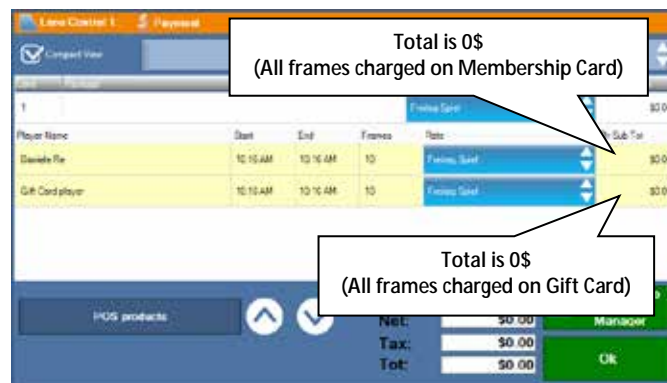 Lane Control 1 Payment
Total is 0$
(All frames charged on Membership Card)
Compact View
1
$0.0
Player Name Start End Frames Rate Sub Tot
Daniele Re 10:16 AM 10:16 AM 10 $0.0
Gift Card player 10:16 AM 10:16 AM 10 $0.0
Total is 0$
(All frames charged on Gift Card)
POS products
Manager
Net: $0.00
Tax: $0.00
Tot: $0.00
Ok